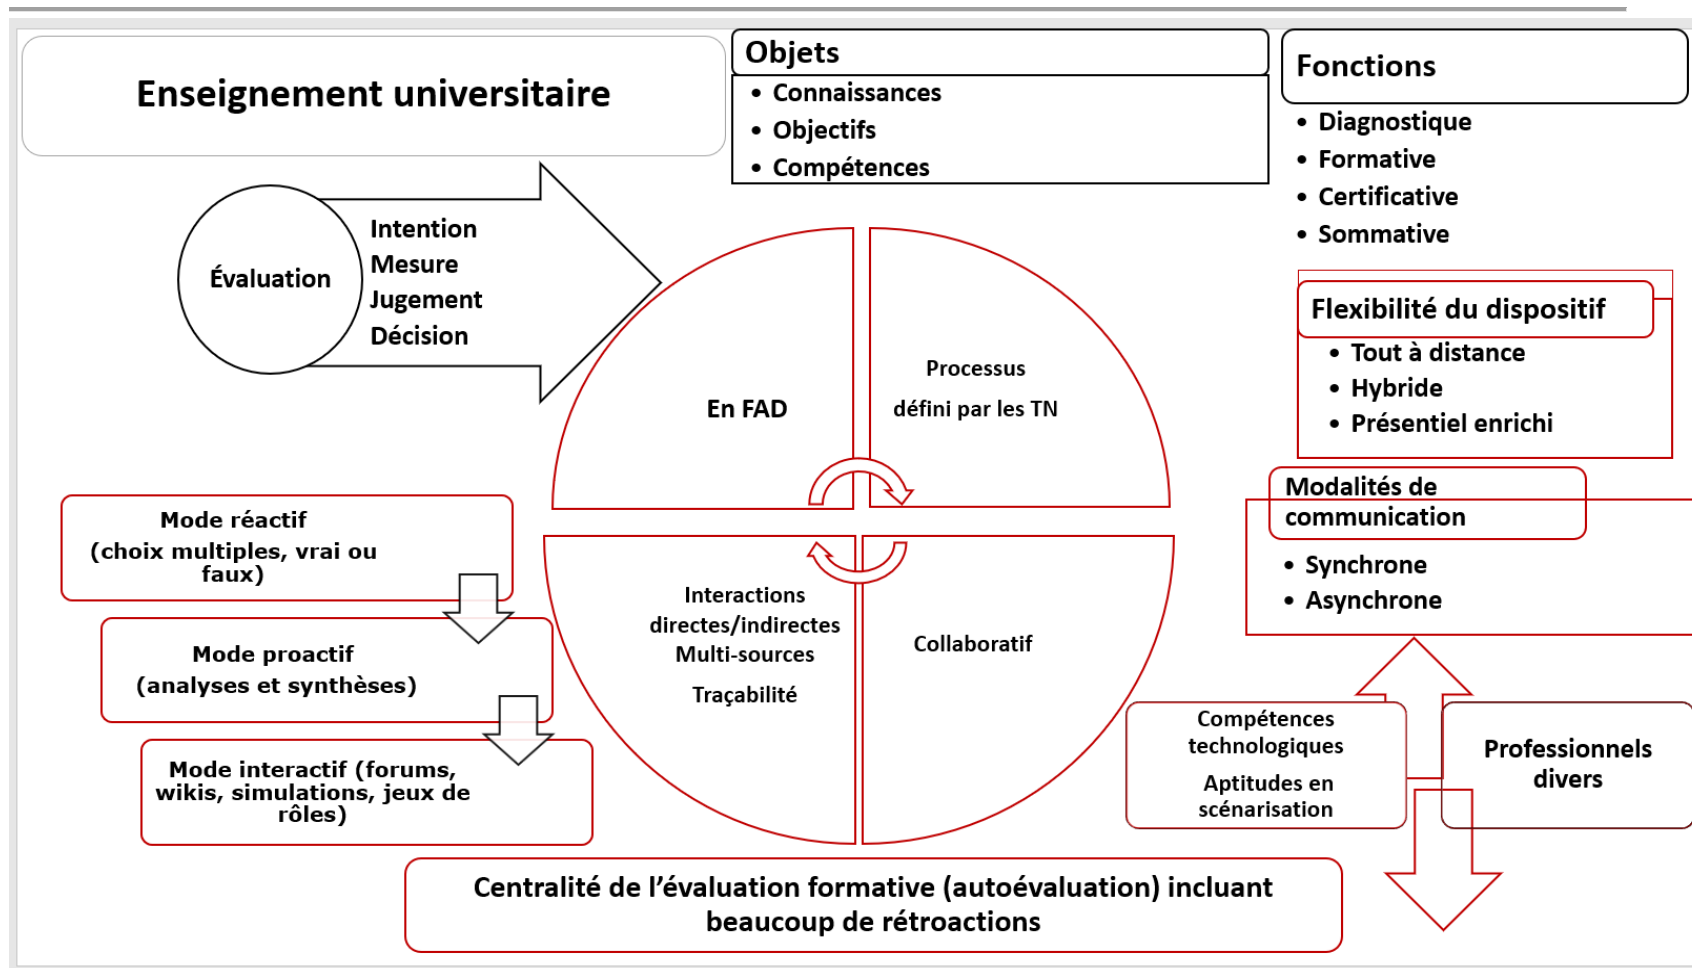 Enseignement universitaire
Objets
• Connaissances
• Objectifs
• Compétences
Fonctions
• Diagnostique
• Formative
• Certificative
• Sommative
Évaluation
Intention
Mesure
Jugement
Décision
Flexibilité du dispositif
• Tout à distance
• Hybride
• Présentiel enrichi
En FAD
Processus
défini par les TN
Modalités de
communication
• Synchrone
• Asynchrone
Mode réactif
(choix multiples, vrai ou
faux)
Mode proactif
(analyses et synthèses)
Mode interactif (forums,
wikis, simulations, jeux de
rôles)
Interactions
directes/indirectes
Multi-sources
Traçabilité
Collaboratif
Compétences
technologiques
Aptitudes en
scénarisation
Professionnels
divers
Centralité de l’évaluation formative (autoévaluation) incluant
beaucoup de rétroactions